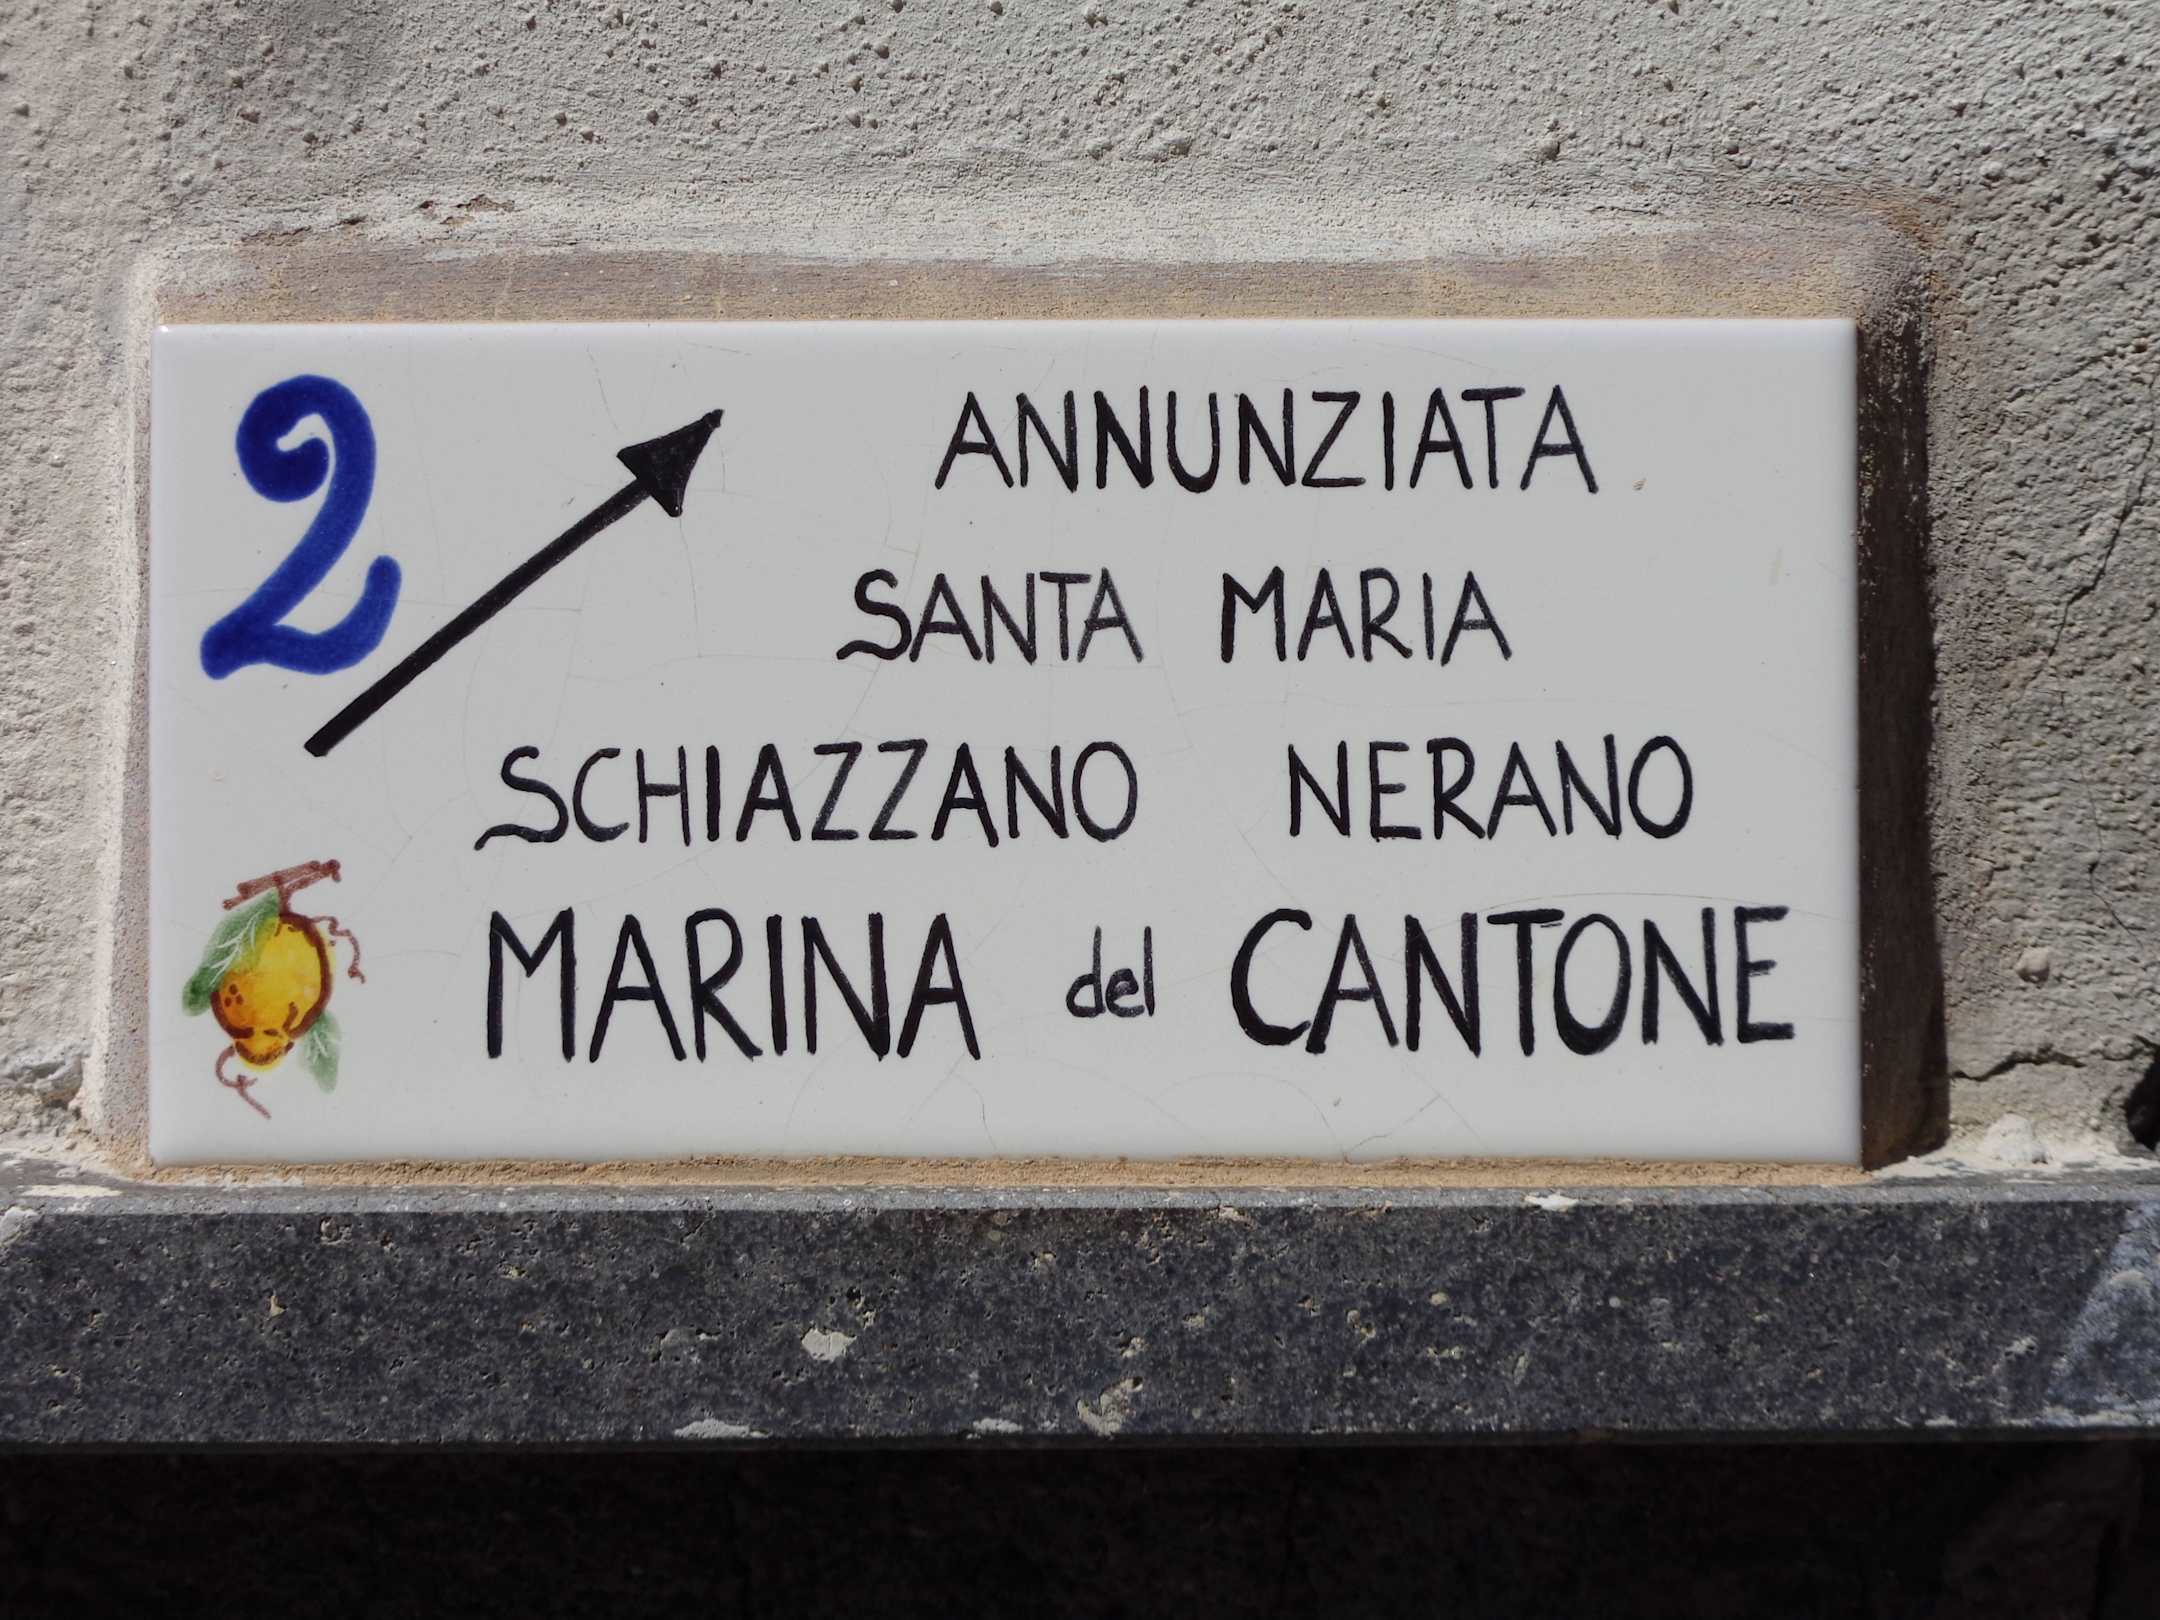 2
ANNUNZIATA
SANTA MARIA
SCHIAZZANO NERANO
MARINA del CANTONE